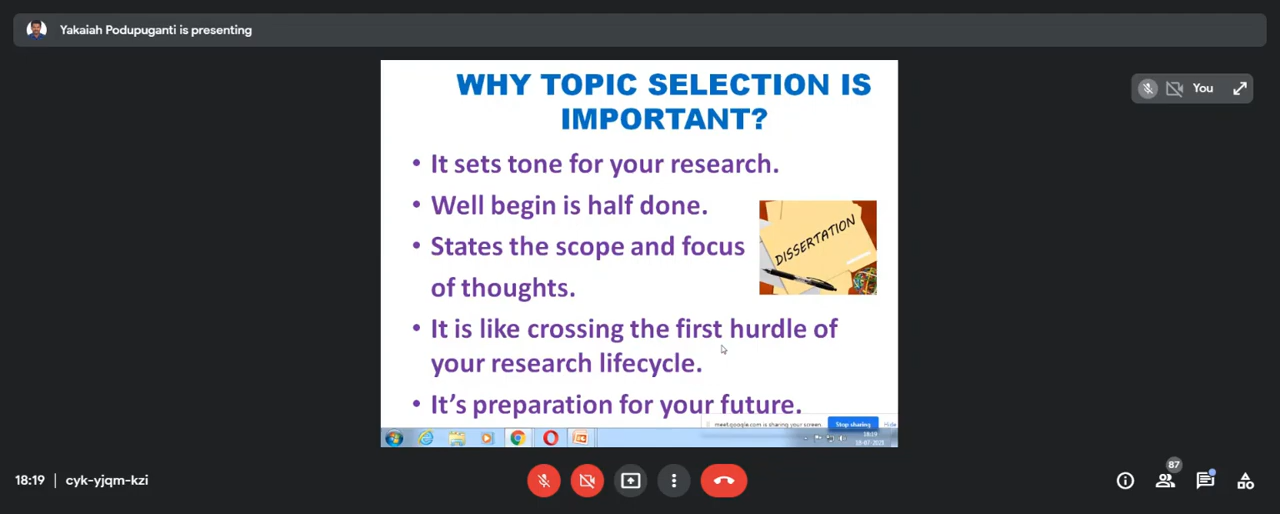 Yakaiah Podupuganti is presenting
You
WHY TOPIC SELECTION IS
IMPORTANT?
• It sets tone for your research.
• Well begin is half done.
• States the scope and focus
of thoughts.
DISSERTATION
• It is like crossing the first hurdle of
your research lifecycle.
• It's preparation for your future.
meet.google.com is sharing your screen.
Stop sharing
Hide
18:19
18:19 | cyk-yjqm-kzi
87